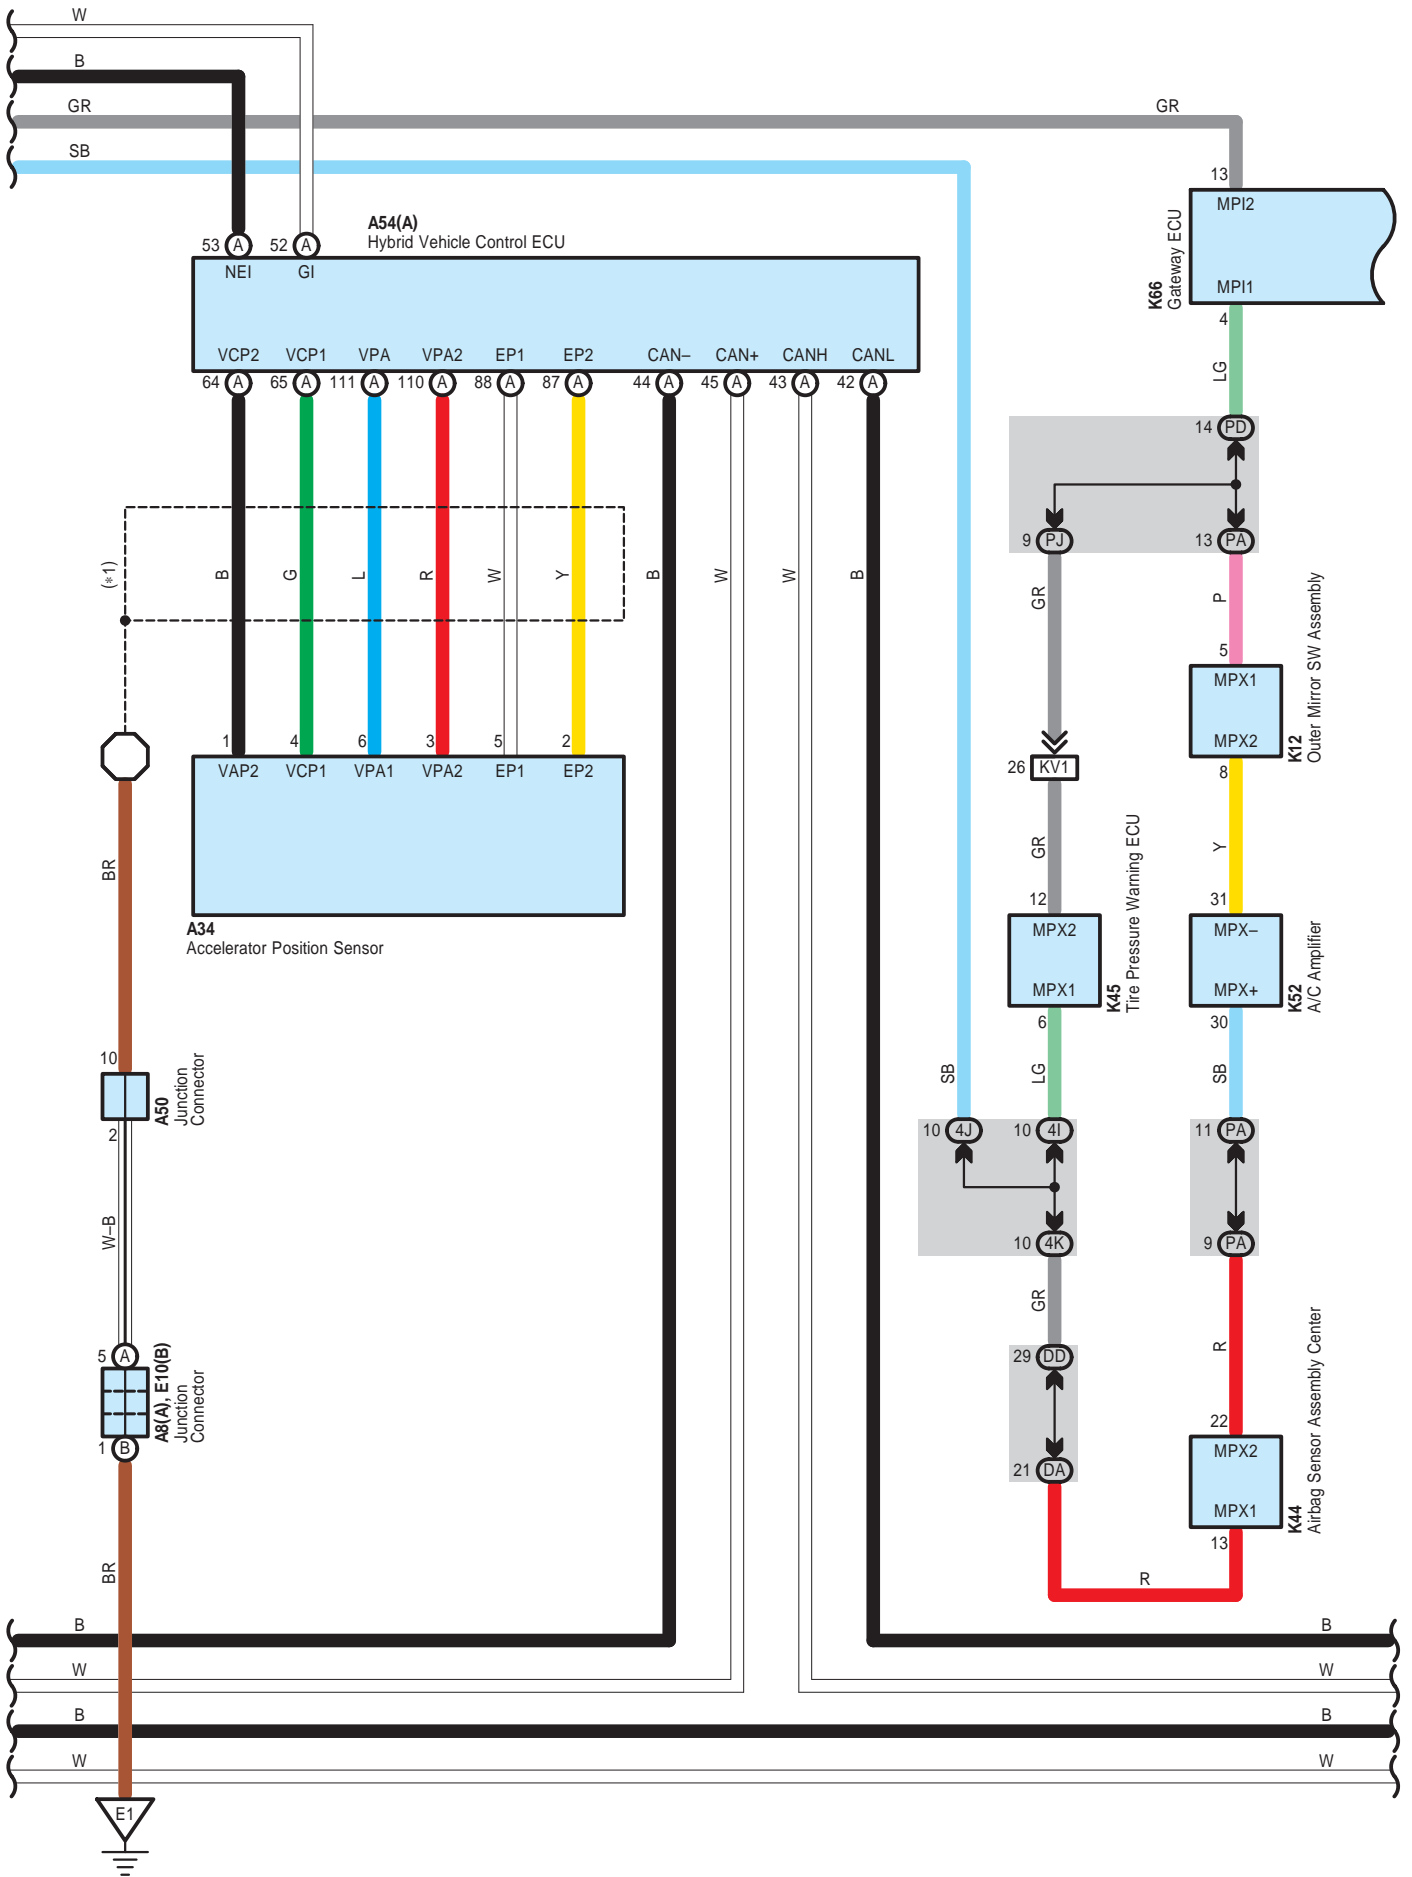 W
B
GR
GR
SB
13
MPI2
MPI1
K66
Gateway ECU
4
A54(A)
Hybrid Vehicle Control ECU
53 A 52 A
NEI GI
VCP2 VCP1 VPA VPA2 EP1 EP2 CAN– CAN+ CANH CANL
64 A 65 A 111 A 110 A 88 A 87 A 44 A 45 A 43 A 42 A
LG
14 PD
9 PJ 13 PA
(*1)
B G L R W Y B W W B
GR P
5
MPX1
MPX2
K12
Outer Mirror SW Assembly
8
1 4 6 3 5 2
VAP2 VCP1 VPA1 VPA2 EP1 EP2
A34
Accelerator Position Sensor
26 KV1
BR
GR Y
12 31
MPX2
MPX1
K45
Tire Pressure Warning ECU
MPX–
MPX+
K52
A/C Amplifier
6 30
10
A50
Junction
Connector
2
SB LG SB
10 4J 10 4I 11 PA
10 4K 9 PA
W–B
GR R
5 A
A8(A), E10(B)
Junction
Connector
1 B
29 DD
21 DA
22
MPX2
MPX1
K44
Airbag Sensor Assembly Center
13
R
BR
B B
W W
B B
W W
E1